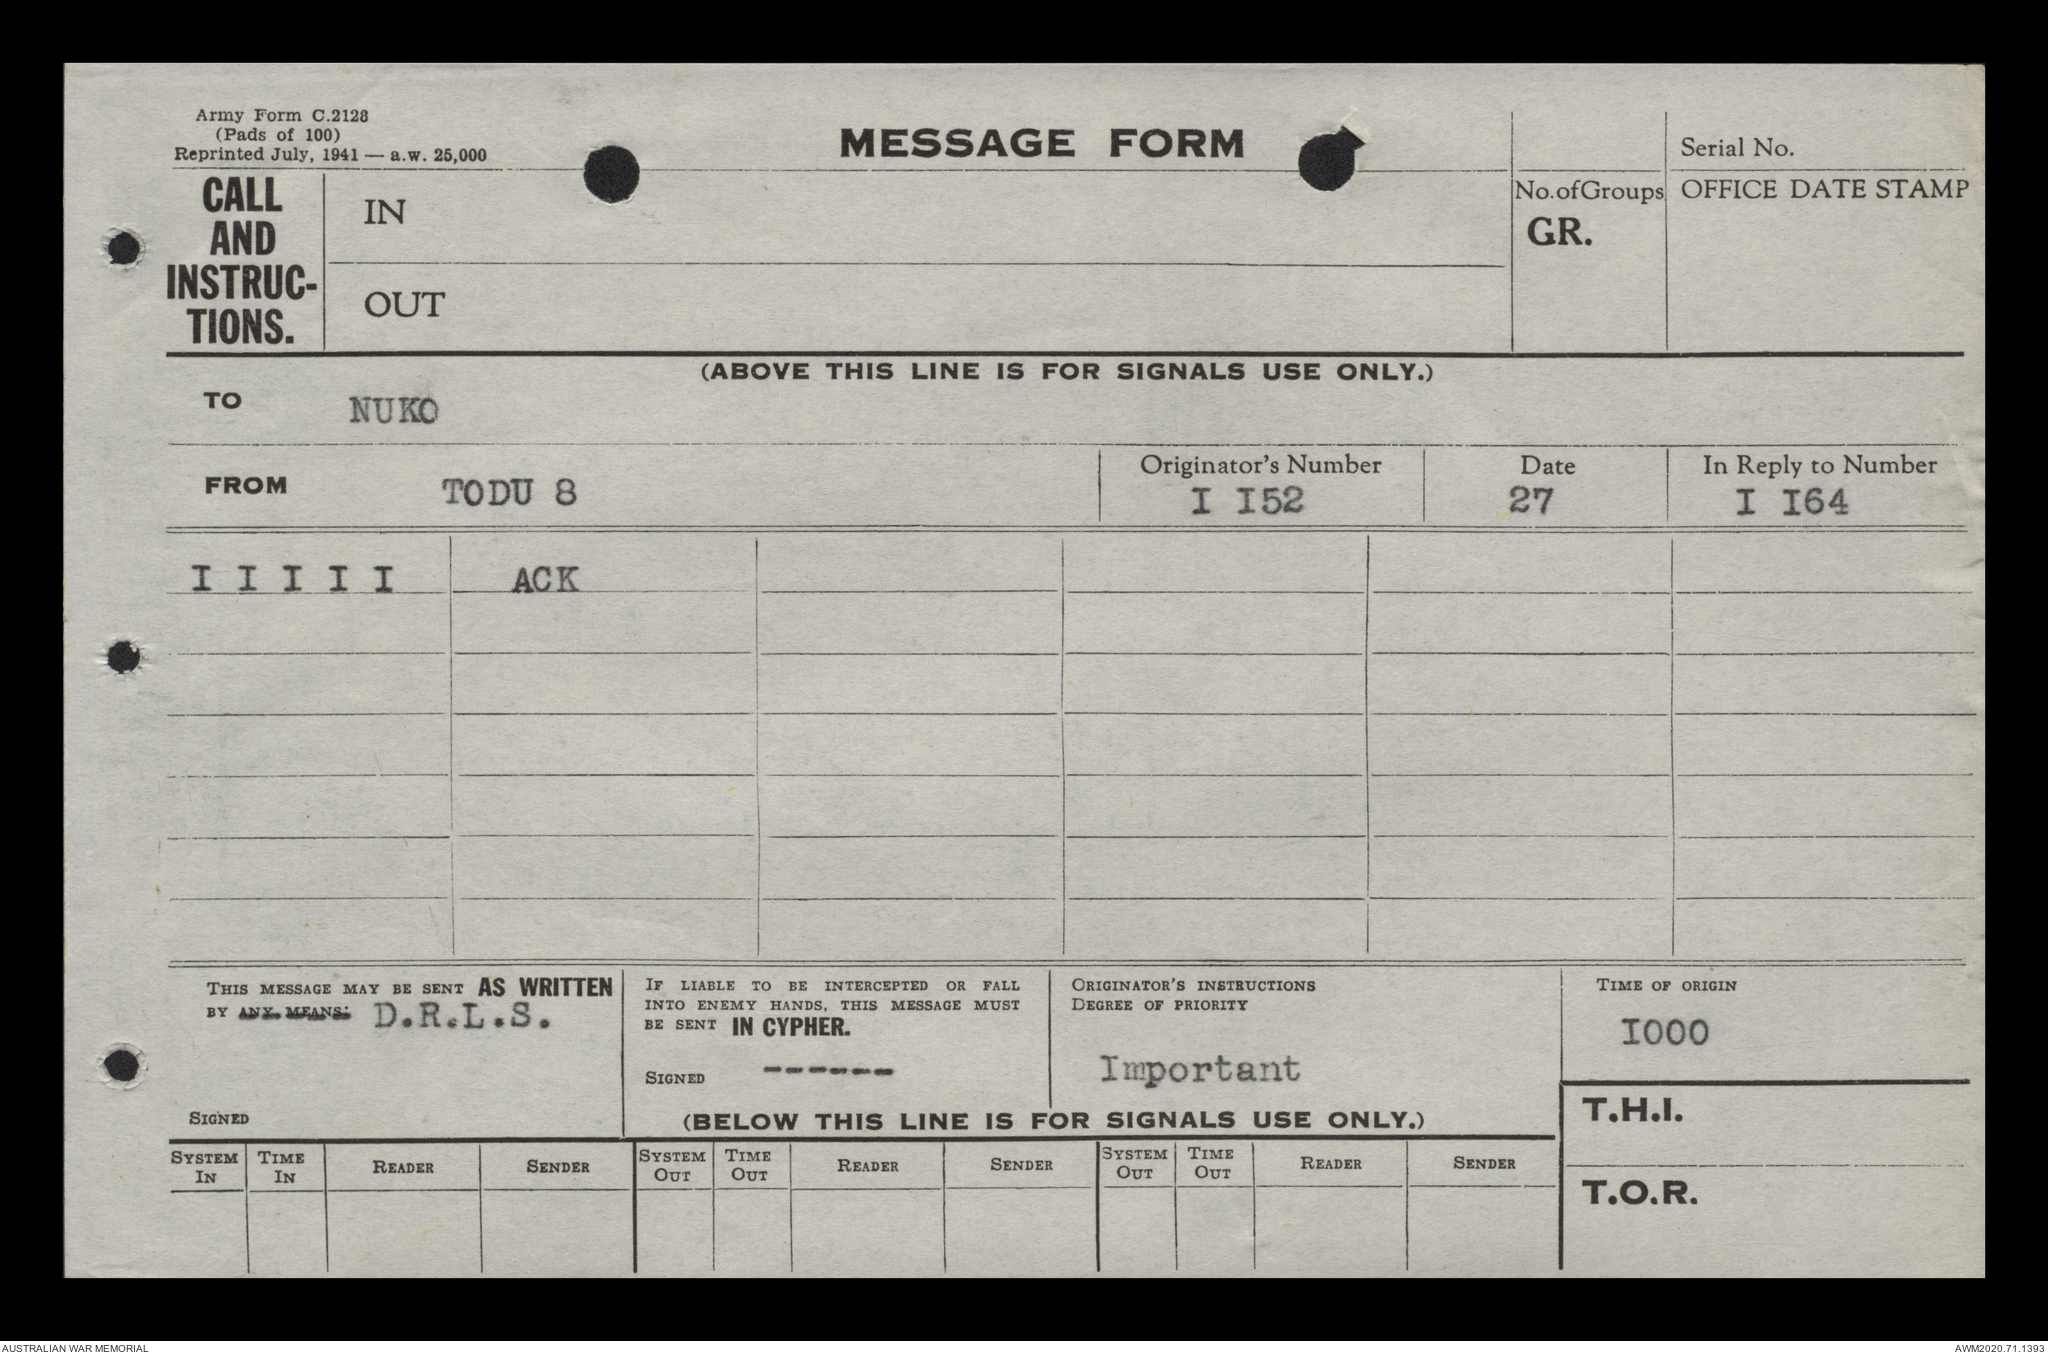 Army Form C.2128
(Pads of 100)
Reprinted July, 1941 — a.w. 25,000
MESSAGE FORM
Serial No.
CALL
AND
INSTRUC-
TIONS.
IN
OUT
No. of Groups
GR.
OFFICE DATE STAMP
(ABOVE THIS LINE IS FOR SIGNALS USE ONLY.)
TO NUKO
FROM TODU 8
Originator's Number
I I52
Date
27
In Reply to Number
I I64
I I I I I ACK
THIS MESSAGE MAY BE SENT AS WRITTEN
BY ANY MEANS: D.R.L.S.
SIGNED
IF LIABLE TO BE INTERCEPTED OR FALL
INTO ENEMY HANDS, THIS MESSAGE MUST
BE SENT IN CYPHER.
SIGNED ------
ORIGINATOR'S INSTRUCTIONS
DEGREE OF PRIORITY
Important
TIME OF ORIGIN
I000
(BELOW THIS LINE IS FOR SIGNALS USE ONLY.)
T.H.I.
T.O.R.
SYSTEM IN
TIME IN
READER
SENDER
SYSTEM OUT
TIME OUT
READER
SENDER
SYSTEM OUT
TIME OUT
READER
SENDER
AUSTRALIAN WAR MEMORIAL
AWM2020.71.1393